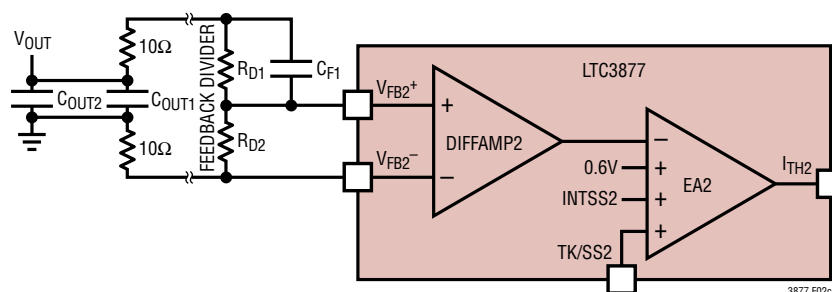 VOUT
10Ω
COUT2
COUT1
10Ω
FEEDBACK DIVIDER
RD1
CF1
RD2
LTC3877
VFB2+
VFB2–
+
DIFFAMP2
–
–
0.6V
+
EA2
INTSS2
+
TK/SS2
+
ITH2
3877 F02c